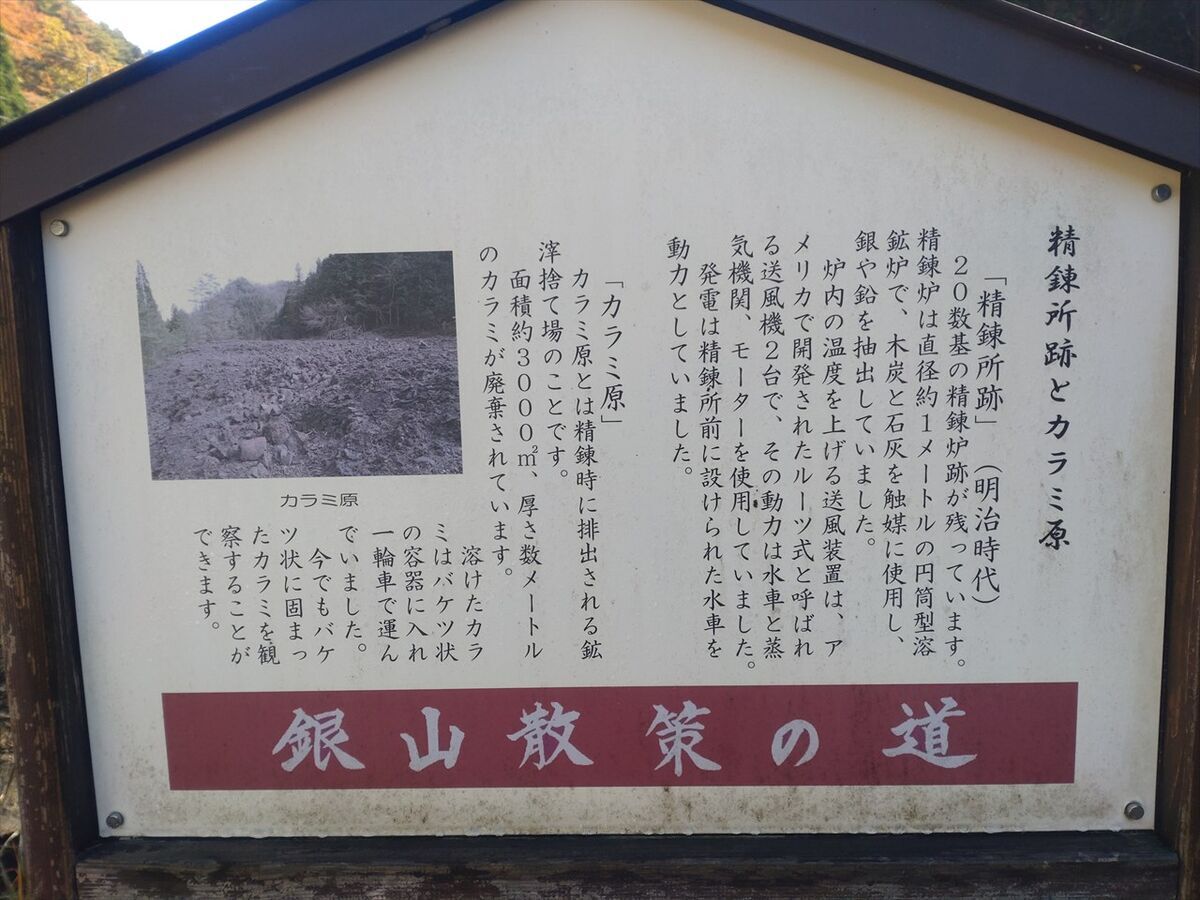 精錬所跡とカラミ原
「精錬所跡」（明治時代）
２０数基の精錬炉跡が残っています。
精錬炉は直径約１メートルの円筒型溶
鉱炉で、木炭と石灰を触媒に使用し、
銀や鉛を抽出していました。
炉内の温度を上げる送風装置は、ア
メリカで開発されたルーツ式と呼ばれ
る送風機２台で、その動力は水車と蒸
気機関、モーターを使用していました。
発電は精錬所前に設けられた水車を
動力としていました。
「カラミ原」
カラミ原とは精錬時に排出される鉱
滓捨て場のことです。
面積約３０００㎡、厚さ数メートル
のカラミが廃棄されています。
溶けたカラ
ミはバケツ状
の容器に入れ
一輪車で運ん
でいました。
今でもバケ
ツ状に固まっ
たカラミを観
察することが
できます。
カラミ原
銀山散策の道